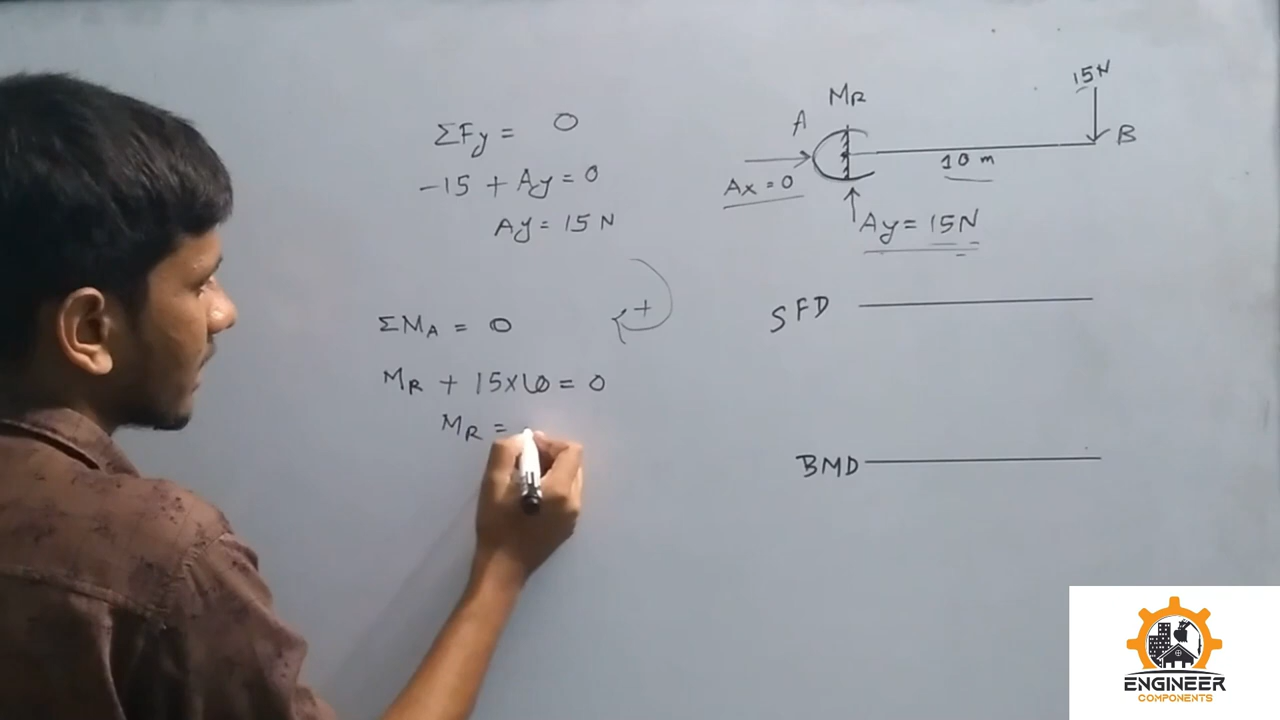 ΣFy = 0
-15 + Ay = 0
Ay = 15 N
ΣMA = 0
+
MR + 15×10 = 0
MR =
15N
MR
A
B
10 m
Ax = 0
Ay = 15N
SFD
BMD
ENGINEER
COMPONENTS